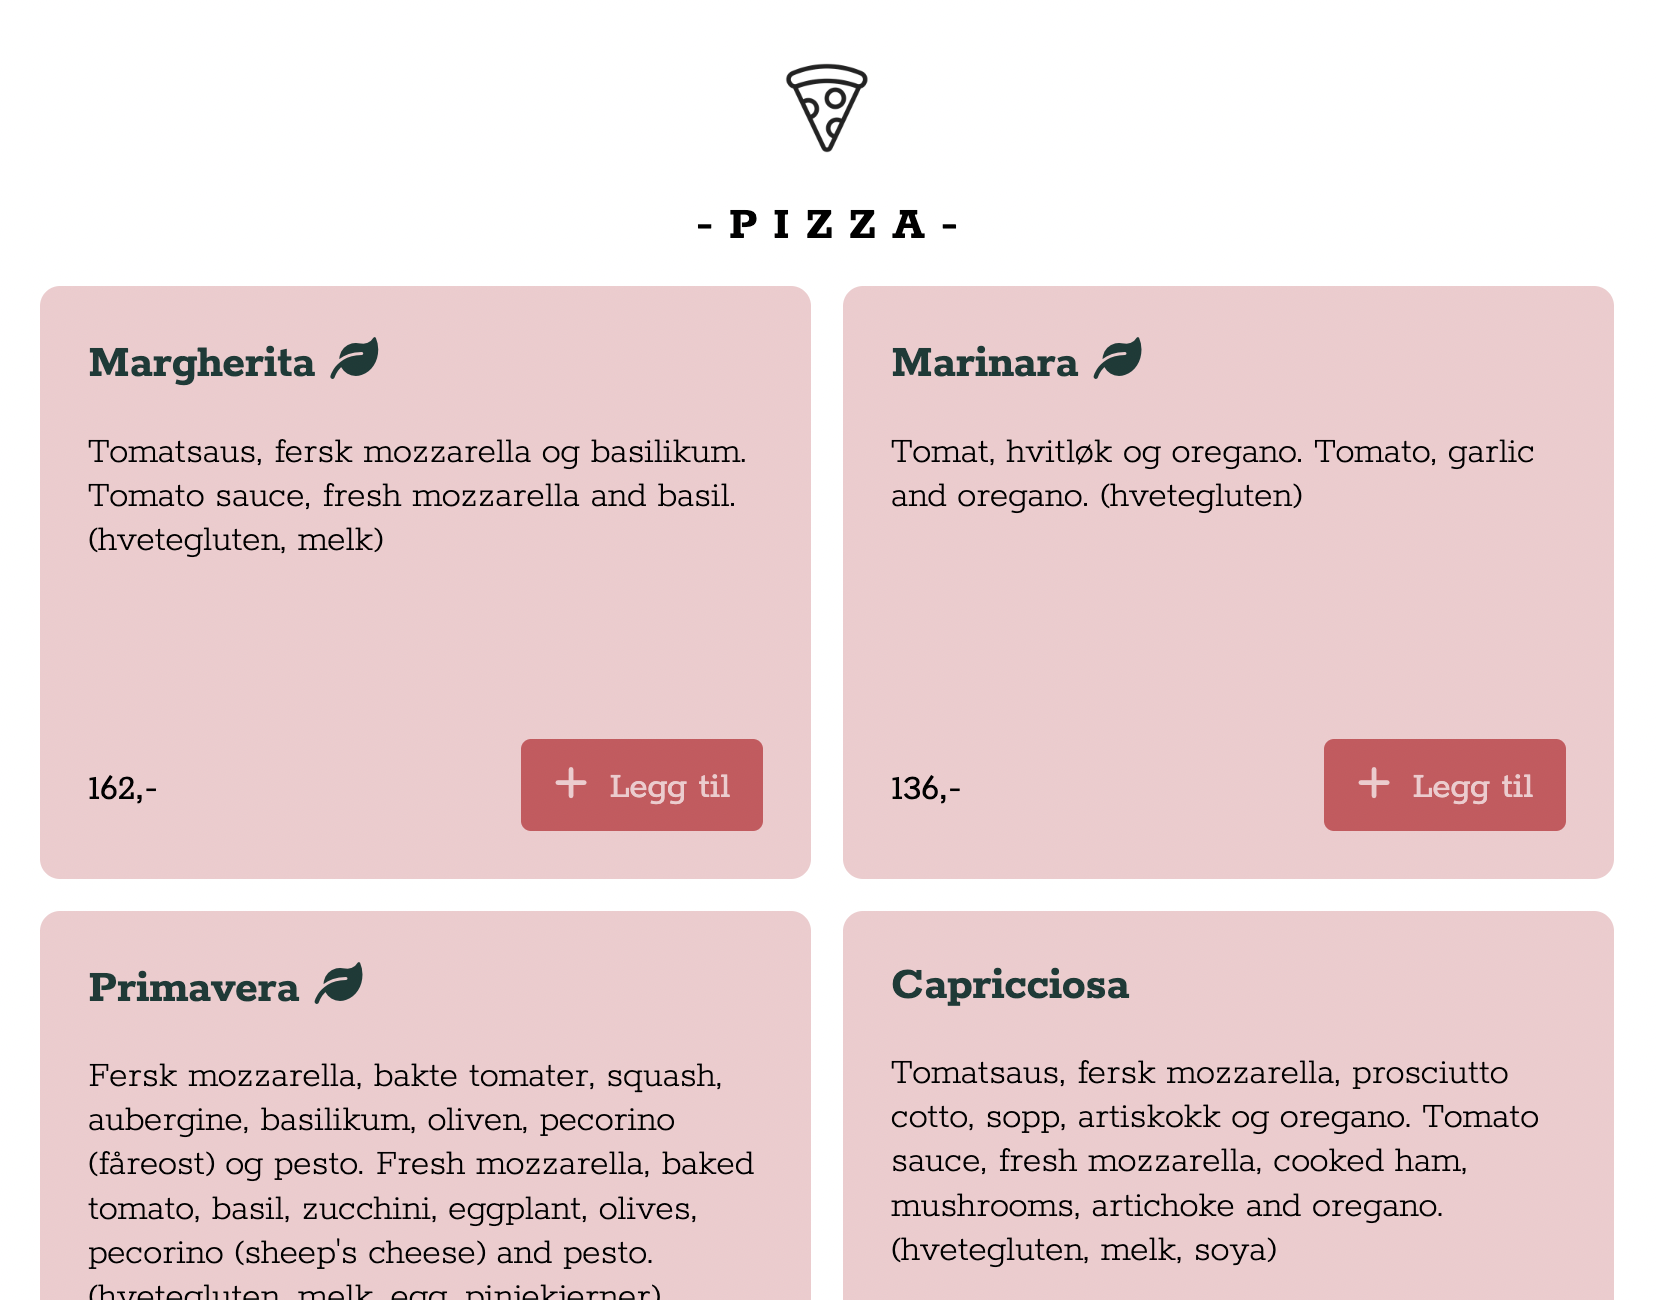 - P I Z Z A -
Margherita
Tomatsaus, fersk mozzarella og basilikum.
Tomato sauce, fresh mozzarella and basil.
(hvetegluten, melk)
162,-
+ Legg til
Marinara
Tomat, hvitløk og oregano. Tomato, garlic
and oregano. (hvetegluten)
136,-
+ Legg til
Primavera
Fersk mozzarella, bakte tomater, squash,
aubergine, basilikum, oliven, pecorino
(fåreost) og pesto. Fresh mozzarella, baked
tomato, basil, zucchini, eggplant, olives,
pecorino (sheep's cheese) and pesto.
(hvetegluten, melk, egg, pinjekjerner)
Capricciosa
Tomatsaus, fersk mozzarella, prosciutto
cotto, sopp, artiskokk og oregano. Tomato
sauce, fresh mozzarella, cooked ham,
mushrooms, artichoke and oregano.
(hvetegluten, melk, soya)